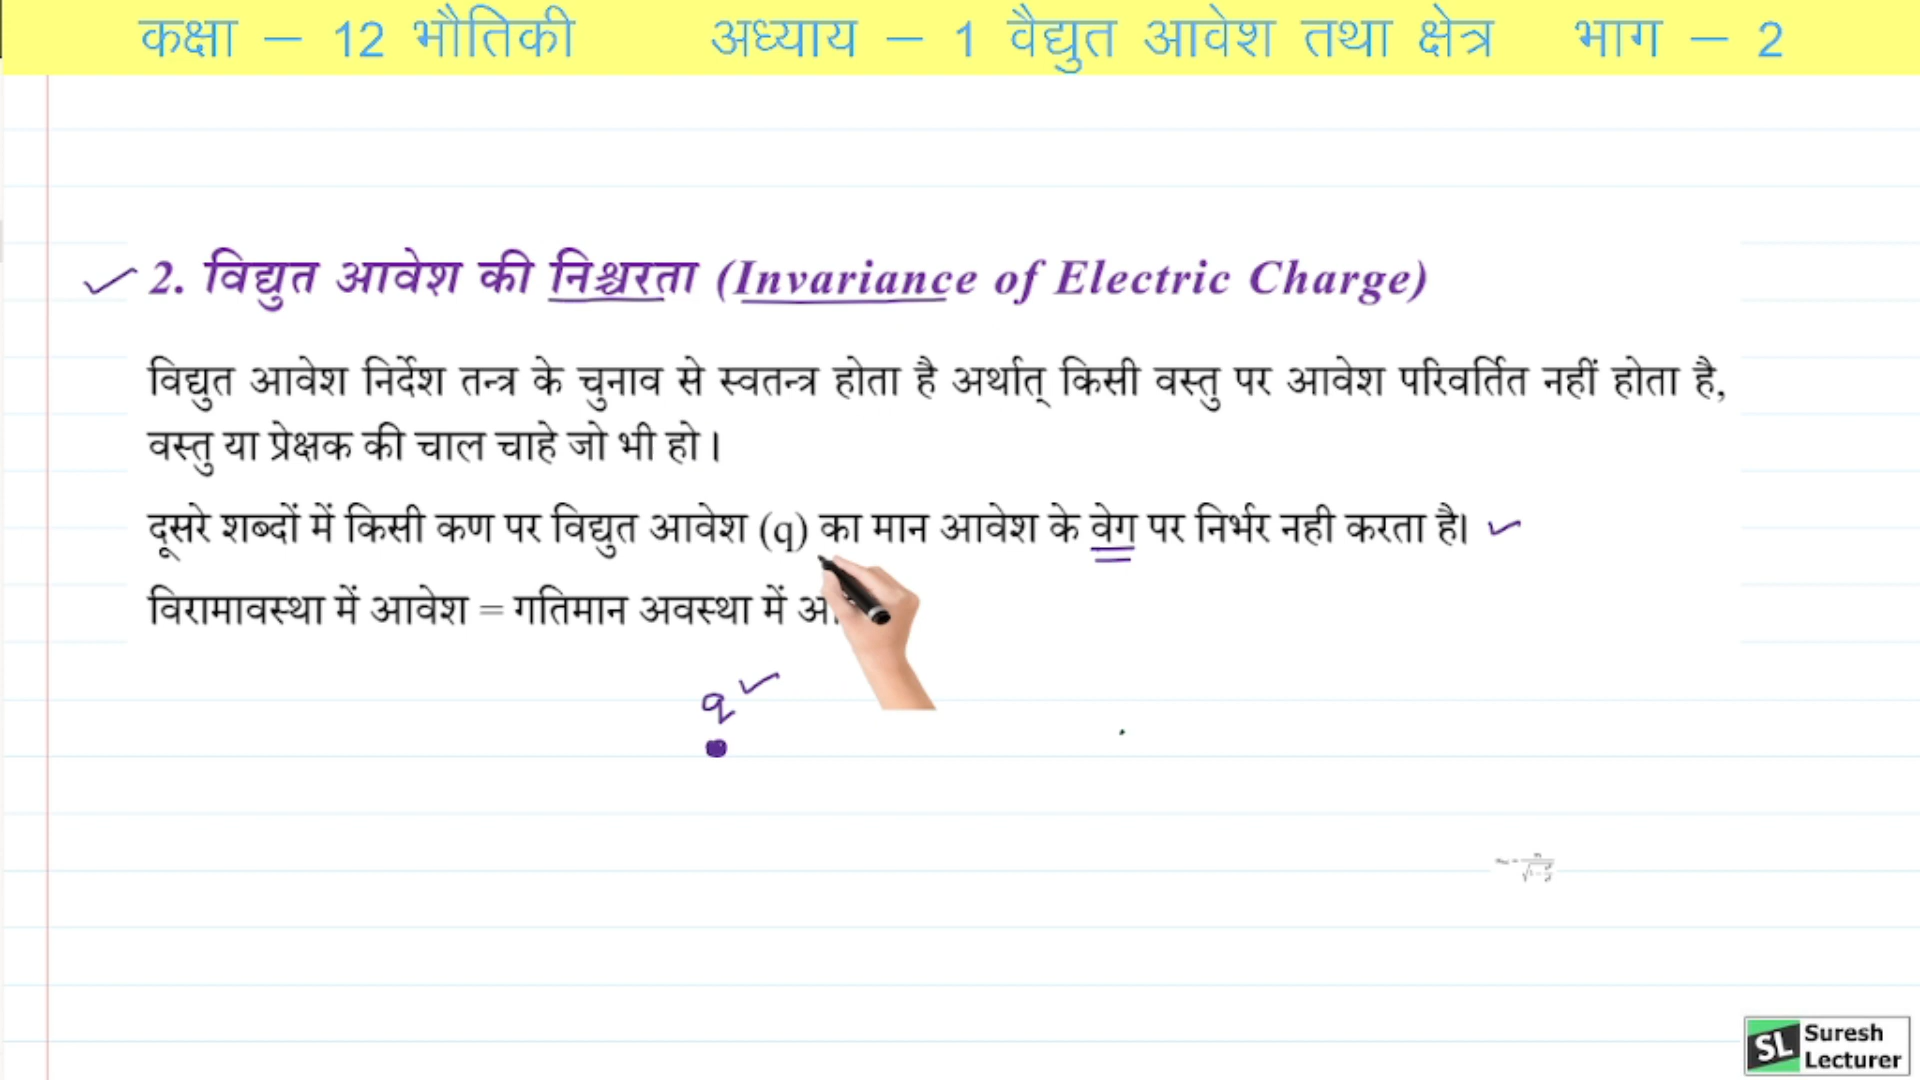 कक्षा – 12 भौतिकी अध्याय – 1 वैद्युत आवेश तथा क्षेत्र भाग – 2
2. विद्युत आवेश की निश्चरता (Invariance of Electric Charge)
विद्युत आवेश निर्देश तन्त्र के चुनाव से स्वतन्त्र होता है अर्थात् किसी वस्तु पर आवेश परिवर्तित नहीं होता है,
वस्तु या प्रेक्षक की चाल चाहे जो भी हो।
दूसरे शब्दों में किसी कण पर विद्युत आवेश (q) का मान आवेश के वेग पर निर्भर नही करता है।
विरामावस्था में आवेश = गतिमान अवस्था में
q
SL Suresh
Lecturer